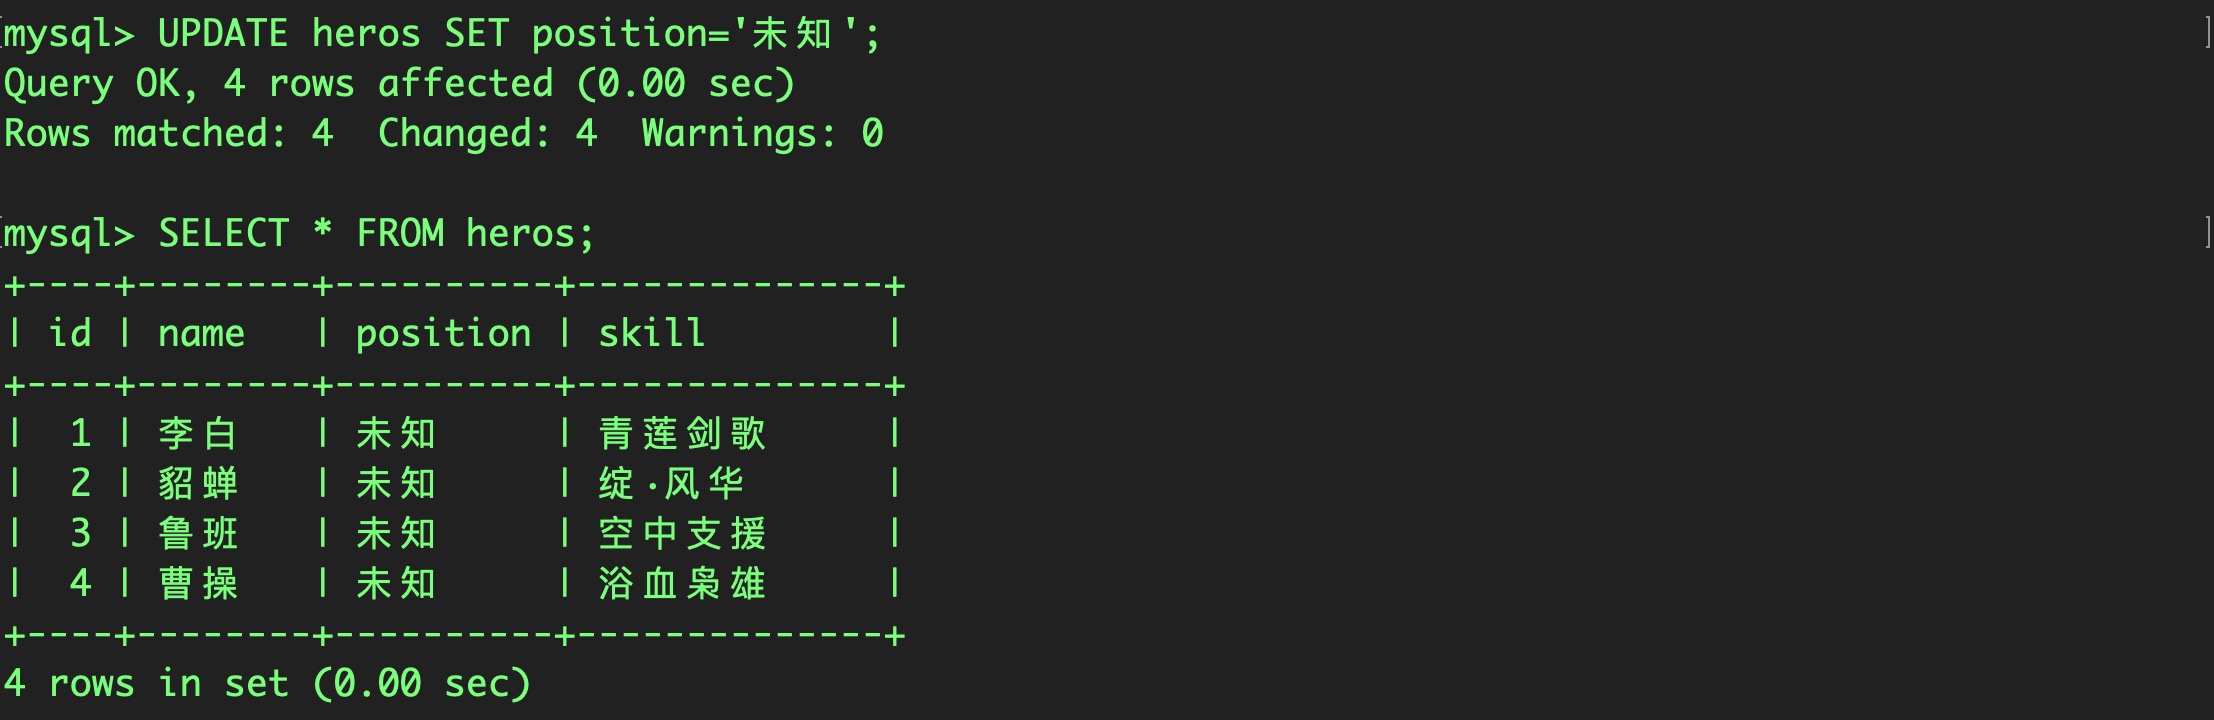 mysql> UPDATE heros SET position='未知';
Query OK, 4 rows affected (0.00 sec)
Rows matched: 4  Changed: 4  Warnings: 0
mysql> SELECT * FROM heros;
+----+--------+----------+--------------+
| id | name   | position | skill        |
+----+--------+----------+--------------+
|  1 | 李白   | 未知     | 青莲剑歌     |
|  2 | 貂蝉   | 未知     | 绽·风华      |
|  3 | 鲁班   | 未知     | 空中支援     |
|  4 | 曹操   | 未知     | 浴血枭雄     |
+----+--------+----------+--------------+
4 rows in set (0.00 sec)